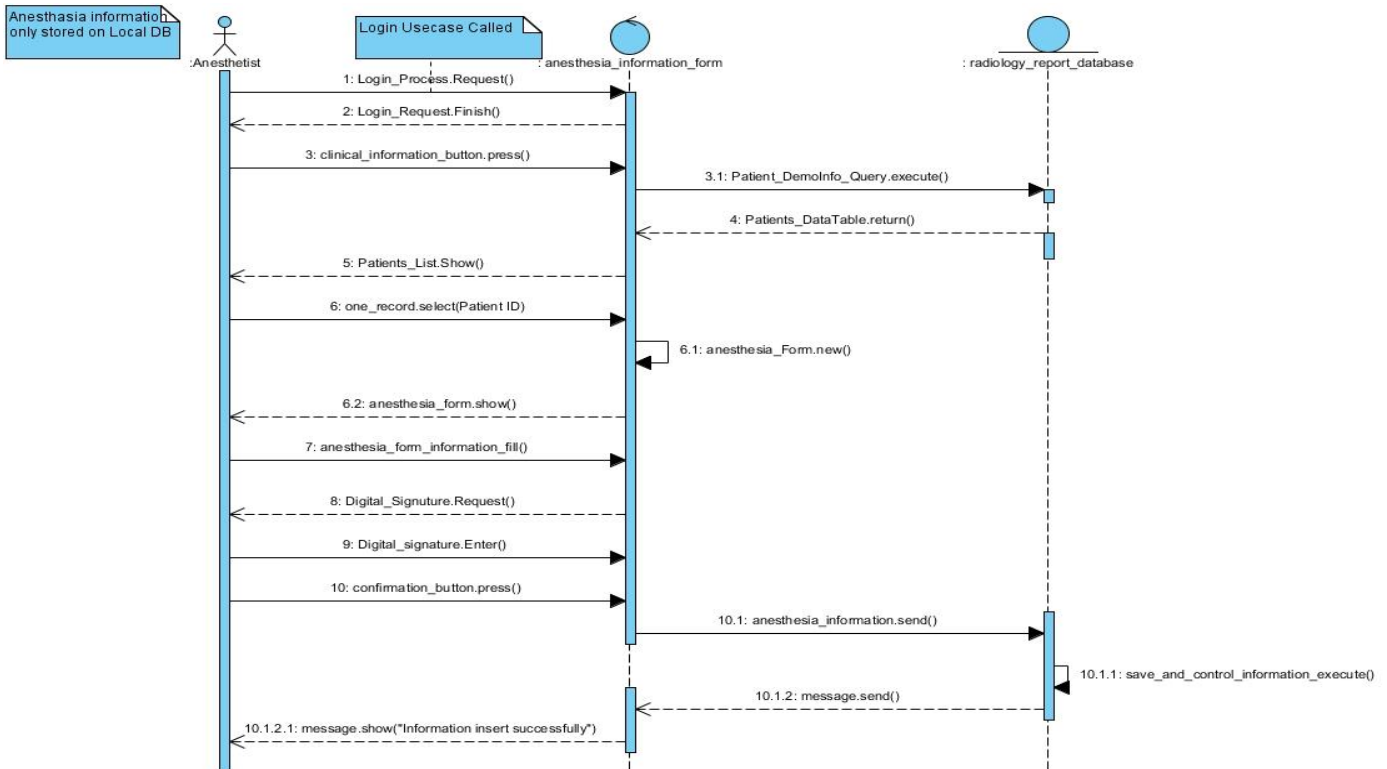 Anesthasia information
only stored on Local DB
Login Usecase Called
:Anesthetist
: anesthesia_information_form
: radiology_report_database
1: Login_Process.Request()
2: Login_Request.Finish()
3: clinical_information_button.press()
3.1: Patient_DemoInfo_Query.execute()
4: Patients_DataTable.return()
5: Patients_List.Show()
6: one_record.select(Patient ID)
6.1: anesthesia_Form.new()
6.2: anesthesia_form.show()
7: anesthesia_form_information_fill()
8: Digital_Signuture.Request()
9: Digital_signature.Enter()
10: confirmation_button.press()
10.1: anesthesia_information.send()
10.1.1: save_and_control_information_execute()
10.1.2: message.send()
10.1.2.1: message.show("Information insert successfully")